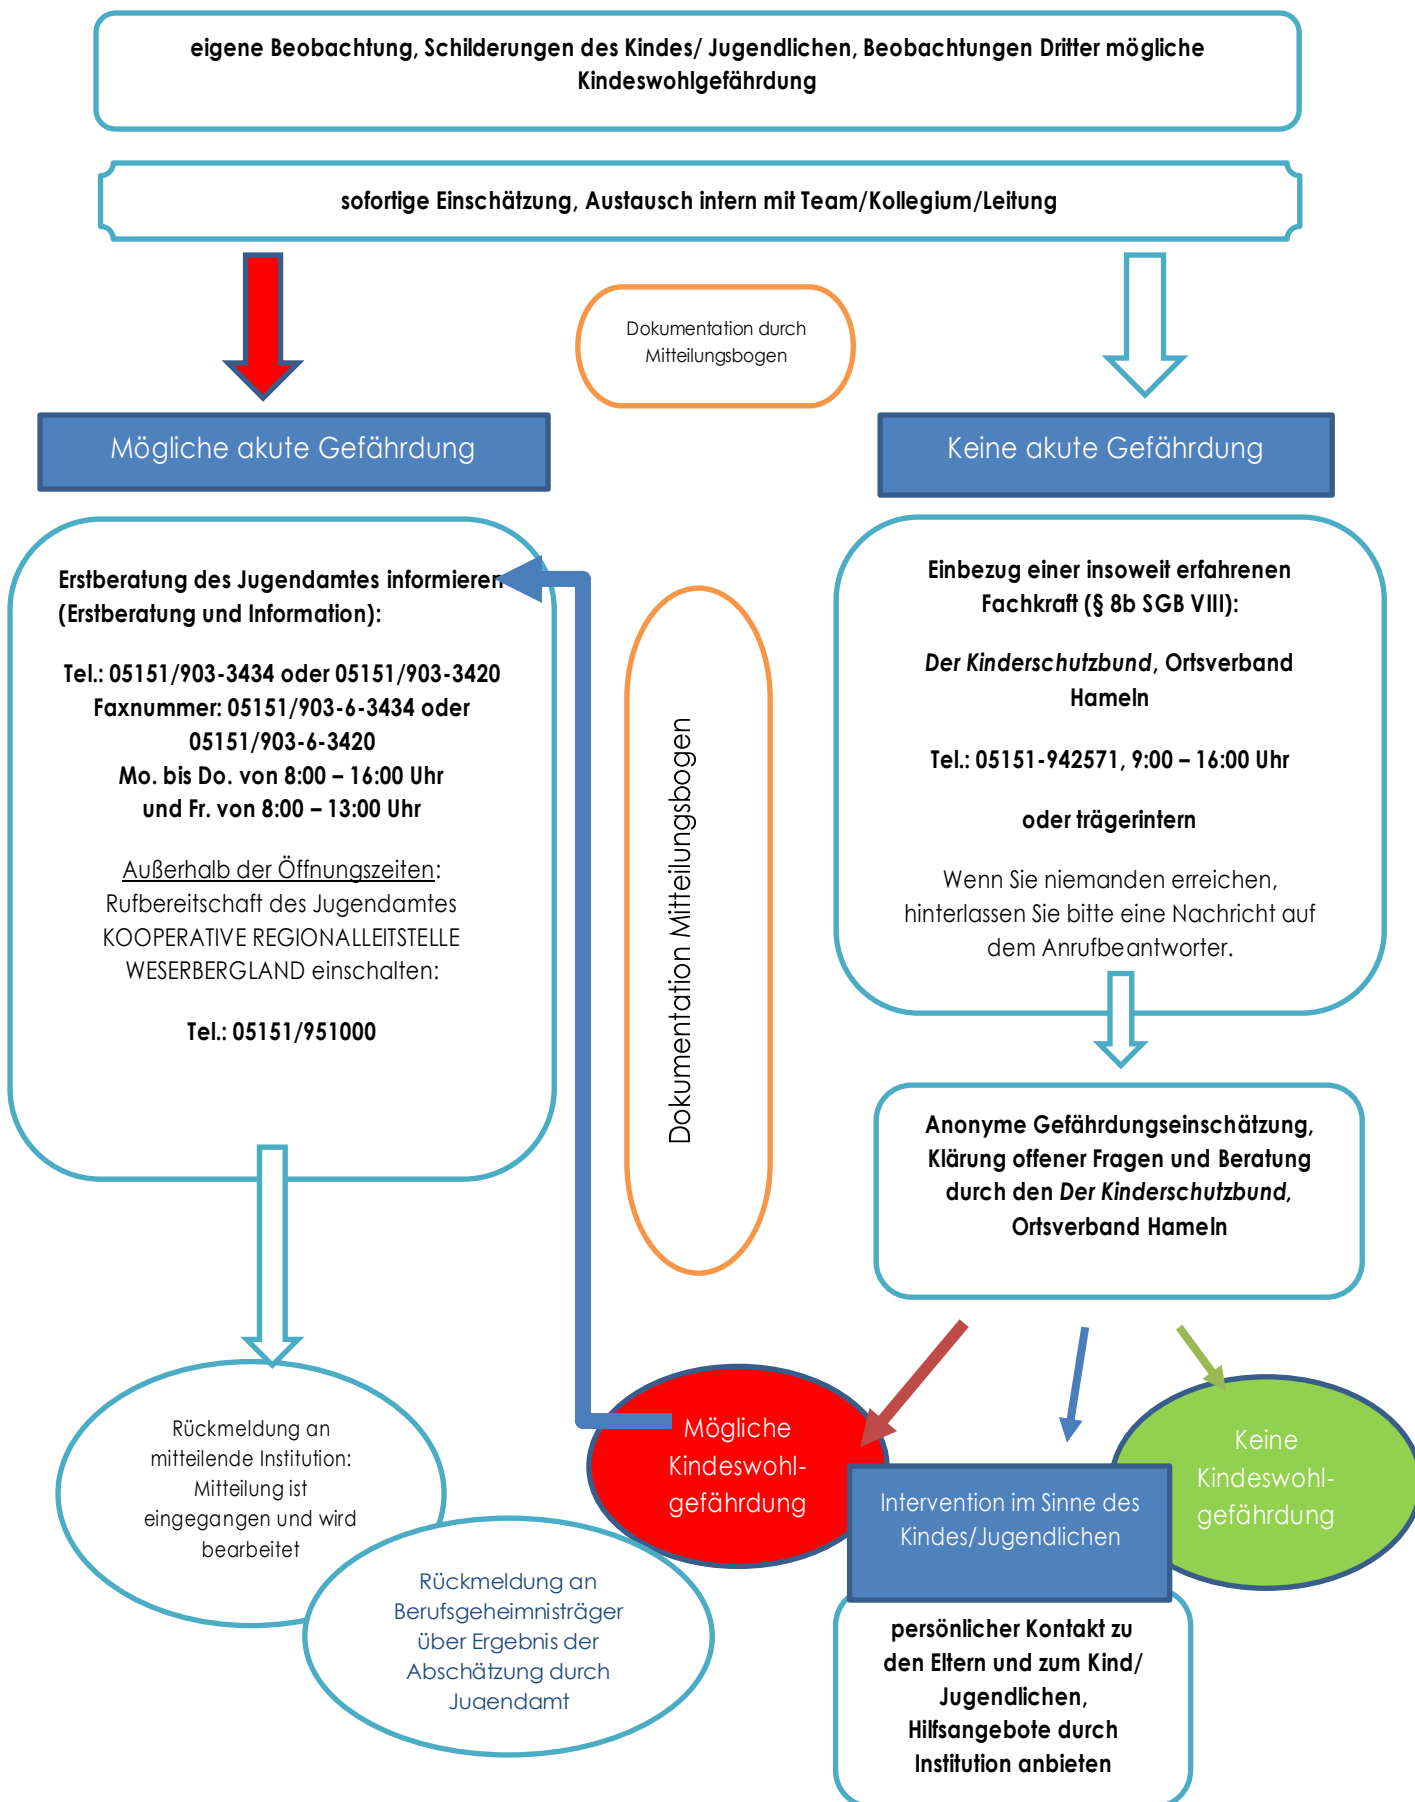 eigene Beobachtung, Schilderungen des Kindes/ Jugendlichen, Beobachtungen Dritter mögliche
Kindeswohlgefährdung
sofortige Einschätzung, Austausch intern mit Team/Kollegium/Leitung
Dokumentation durch
Mitteilungsbogen
Mögliche akute Gefährdung
Keine akute Gefährdung
Erstberatung des Jugendamtes informieren
(Erstberatung und Information):
Tel.: 05151/903-3434 oder 05151/903-3420
Faxnummer: 05151/903-6-3434 oder
05151/903-6-3420
Mo. bis Do. von 8:00 – 16:00 Uhr
und Fr. von 8:00 – 13:00 Uhr
Außerhalb der Öffnungszeiten:
Rufbereitschaft des Jugendamtes
KOOPERATIVE REGIONALLEITSTELLE
WESERBERGLAND einschalten:
Tel.: 05151/951000
Dokumentation Mitteilungsbogen
Einbezug einer insoweit erfahrenen
Fachkraft (§ 8b SGB VIII):
Der Kinderschutzbund, Ortsverband
Hameln
Tel.: 05151-942571, 9:00 – 16:00 Uhr
oder trägerintern
Wenn Sie niemanden erreichen,
hinterlassen Sie bitte eine Nachricht auf
dem Anrufbeantworter.
Anonyme Gefährdungseinschätzung,
Klärung offener Fragen und Beratung
durch den Der Kinderschutzbund,
Ortsverband Hameln
Rückmeldung an
mitteilende Institution:
Mitteilung ist
eingegangen und wird
bearbeitet
Rückmeldung an
Berufsgeheimnisträger
über Ergebnis der
Abschätzung durch
Jugendamt
Mögliche
Kindeswohl-
gefährdung
Intervention im Sinne des
Kindes/Jugendlichen
Keine
Kindeswohl-
gefährdung
persönlicher Kontakt zu
den Eltern und zum Kind/
Jugendlichen,
Hilfsangebote durch
Institution anbieten